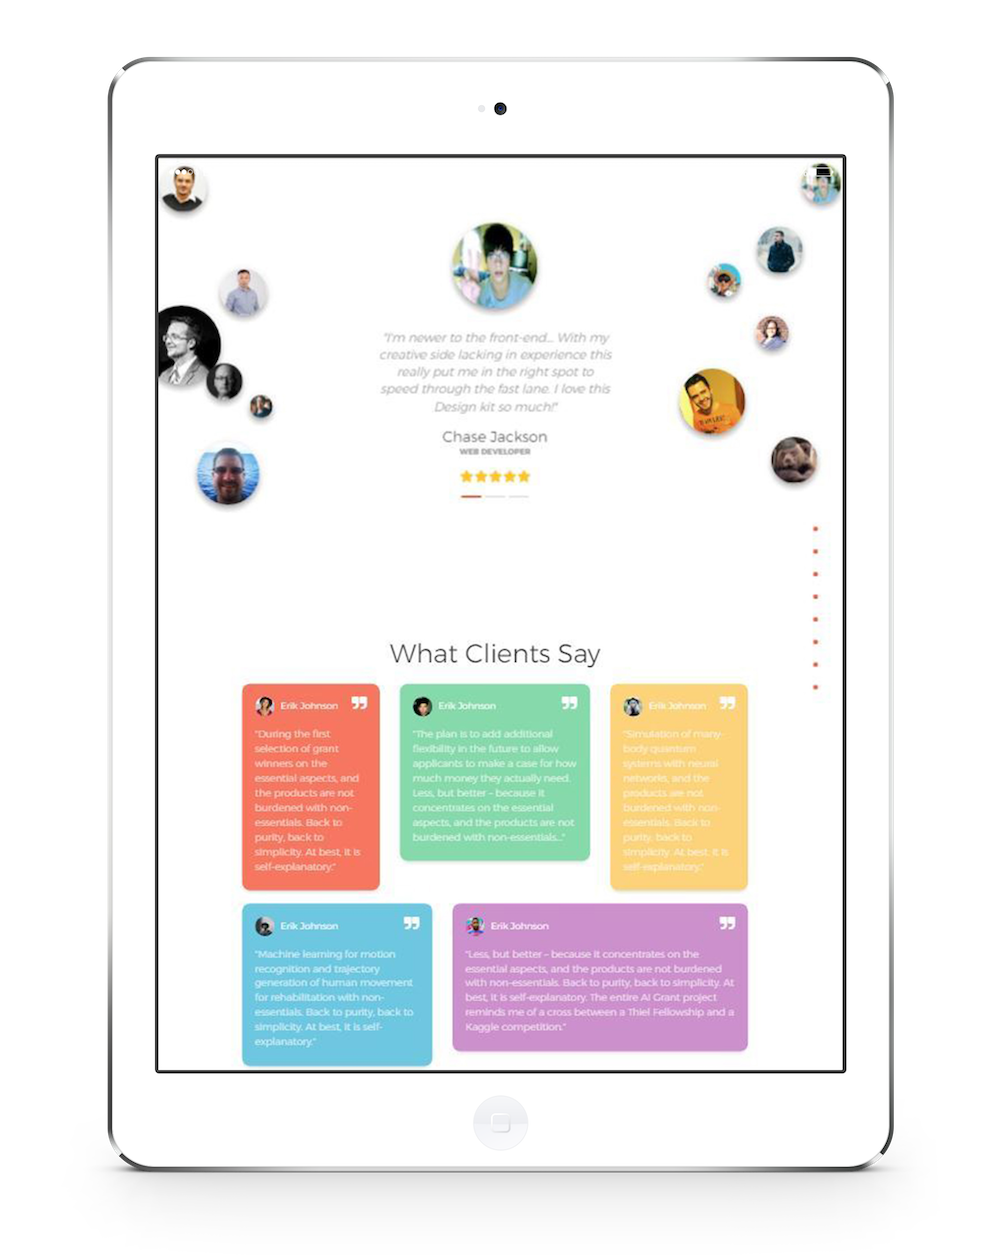 "I'm newer to the front-end... With my
creative side lacking in experience this
really put me in the right spot to
speed through the fast lane. I love this
Design kit so much!"
Chase Jackson
WEB DEVELOPER
What Clients Say
Erik Johnson
"During the first
selection of grant
winners on the
essential aspects, and
the products are not
burdened with non-
essentials. Back to
purity, back to
simplicity. At best, it is
self-explanatory."
Erik Johnson
"The plan is to add additional
flexibility in the future to allow
applicants to make a case for how
much money they actually need.
Less, but better – because it
concentrates on the essential
aspects, and the products are not
burdened with non-essentials..."
Erik Johnson
"Simulation of many-
body quantum
systems with neural
networks, and the
products are not
burdened with non-
essentials. Back to
purity, back to
simplicity. At best, it is
self-explanatory."
Erik Johnson
"Machine learning for motion
recognition and trajectory
generation of human movement
for rehabilitation with non-
essentials. Back to purity, back to
simplicity. At best, it is self-
explanatory."
Erik Johnson
"Less, but better – because it concentrates on the
essential aspects, and the products are not burdened
with non-essentials. Back to purity, back to simplicity. At
best, it is self-explanatory. The entire AI Grant project
reminds me of a cross between a Thiel Fellowship and a
Kaggle competition."